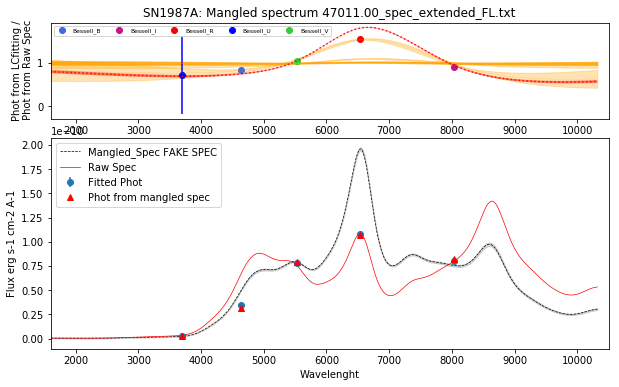 SN1987A: Mangled spectrum 47011.00_spec_extended_FL.txt
Phot from LCfitting /
Phot from Raw Spec
Bessell_B
Bessell_I
Bessell_R
Bessell_U
Bessell_V
1
0
2000 3000 4000 5000 6000 7000 8000 9000 10000
1e−10
Flux erg s-1 cm-2 A-1
Mangled_Spec FAKE SPEC
Raw Spec
Fitted Phot
Phot from mangled spec
2.00
1.75
1.50
1.25
1.00
0.75
0.50
0.25
0.00
2000 3000 4000 5000 6000 7000 8000 9000 10000
Wavelenght